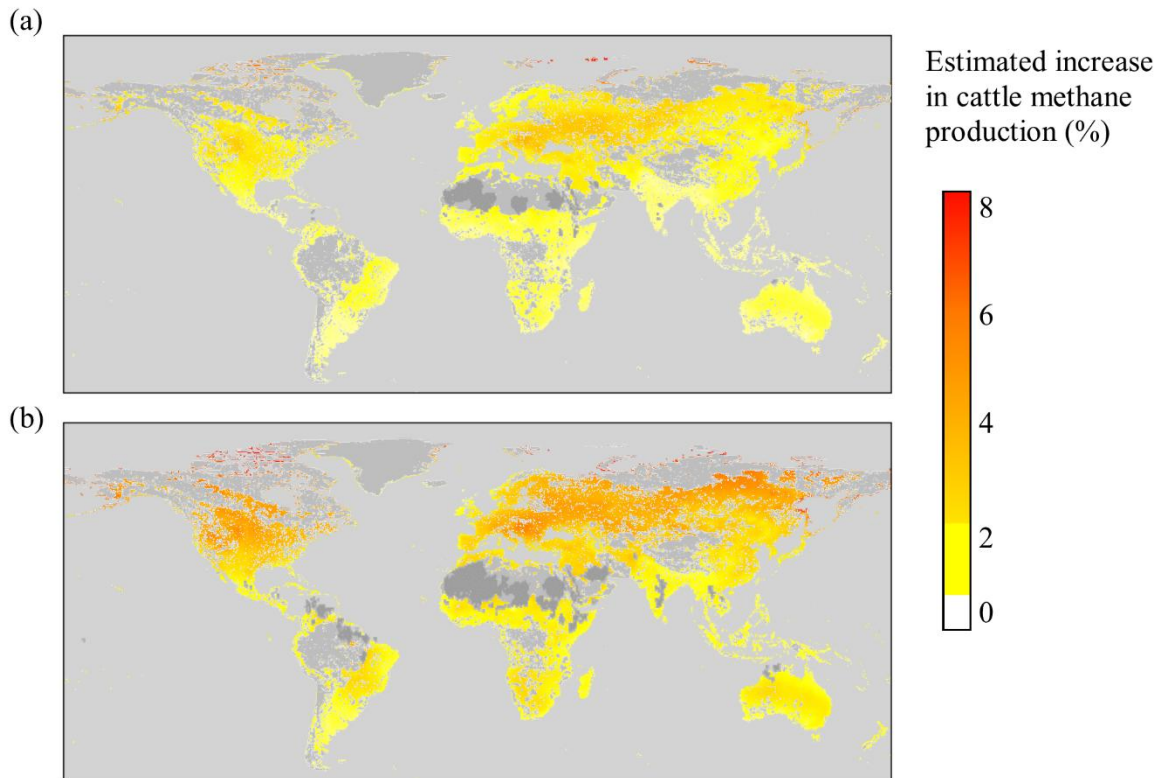 (a)
Estimated increase
in cattle methane
production (%)
8
6
4
2
0
(b)